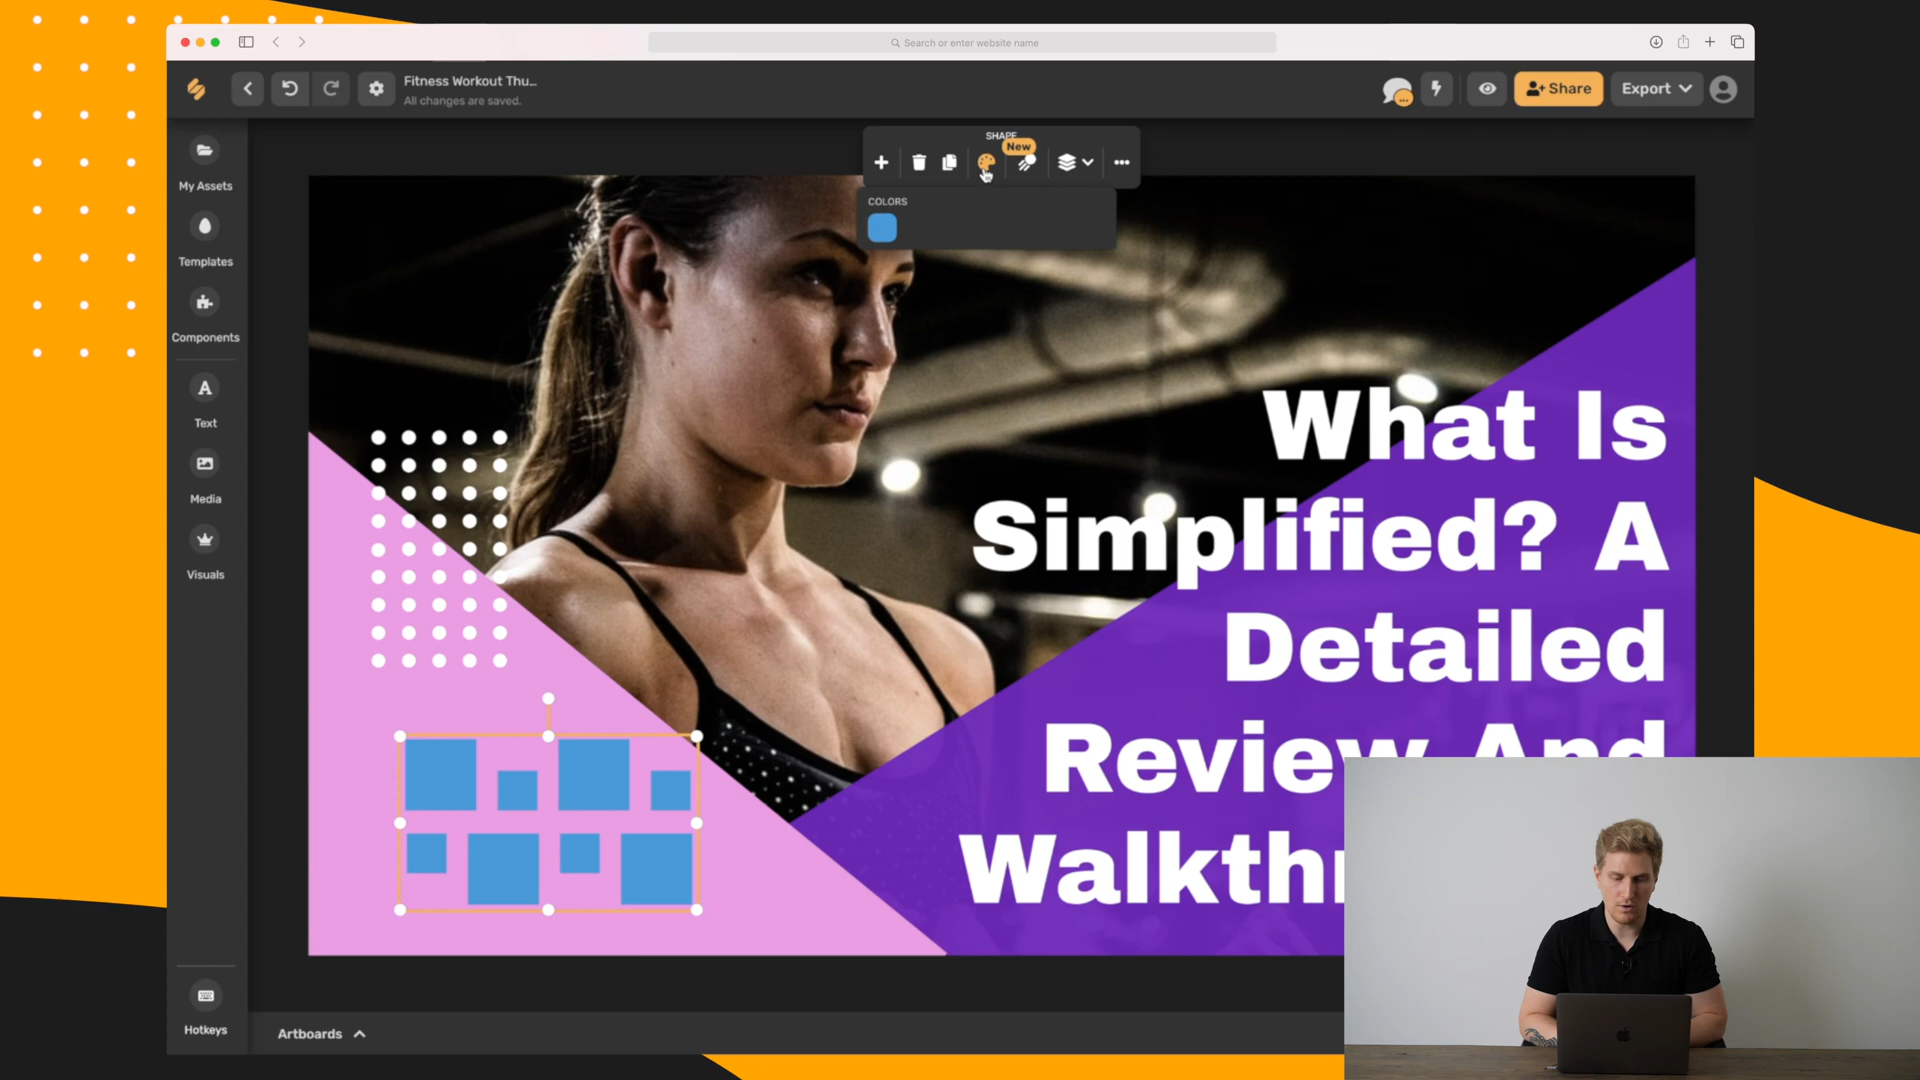 Search or enter website name
Fitness Workout Thu...
All changes are saved.
Share
Export
SHAPE
New
COLORS
My Assets
Templates
Components
Text
Media
Visuals
Hotkeys
What Is
Simplified? A
Detailed
Review And
Artboards